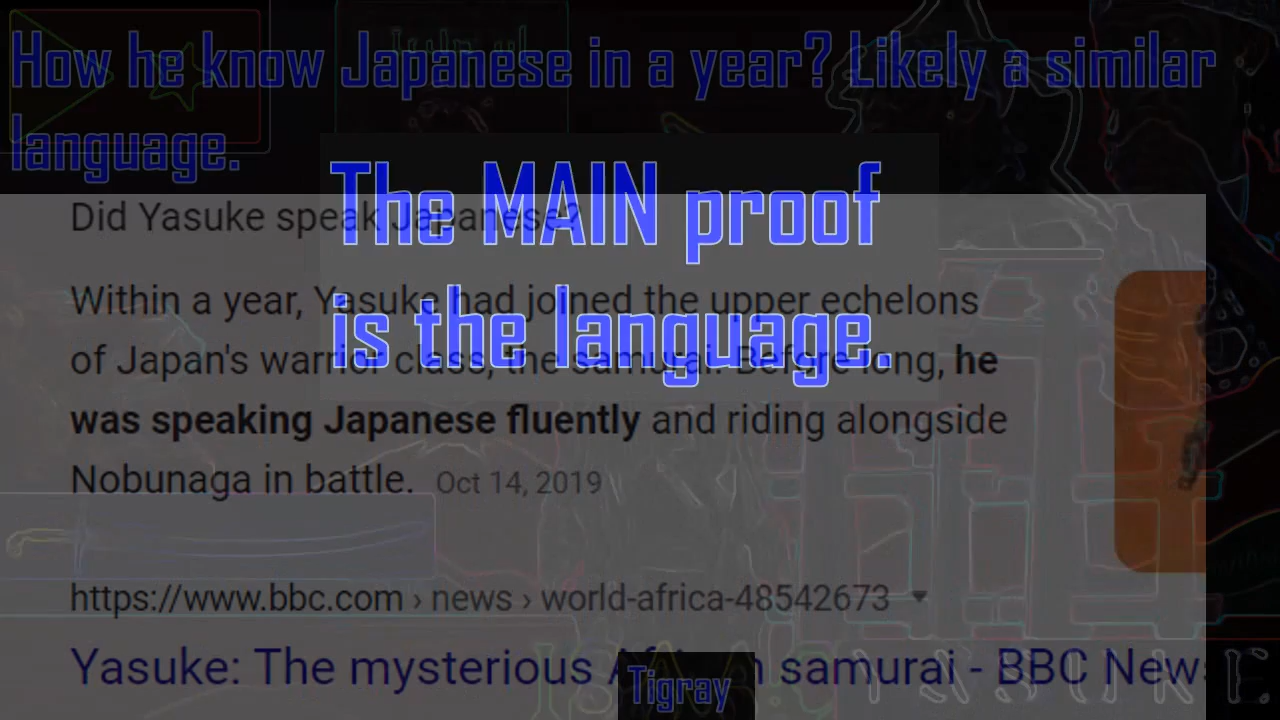 How he know Japanese in a year? Likely a similar
language.
The MAIN proof
is the language.
Did Yasuke speak Japanese?
Within a year, Yasuke had joined the upper echelons
of Japan's warrior class, the samurai. Before long, he
was speaking Japanese fluently and riding alongside
Nobunaga in battle. Oct 14, 2019
https://www.bbc.com › news › world-africa-48542673
Yasuke: The mysterious African samurai - BBC News
Tigray